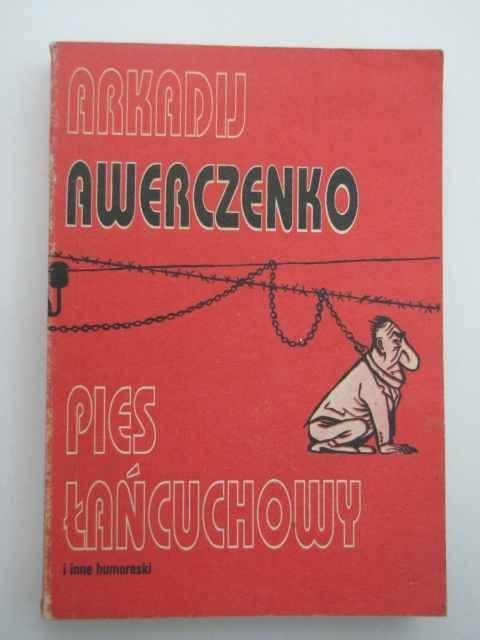 ARKADIJ
AWERCZENKO
PIES
ŁAŃCUCHOWY
i inne humoreski